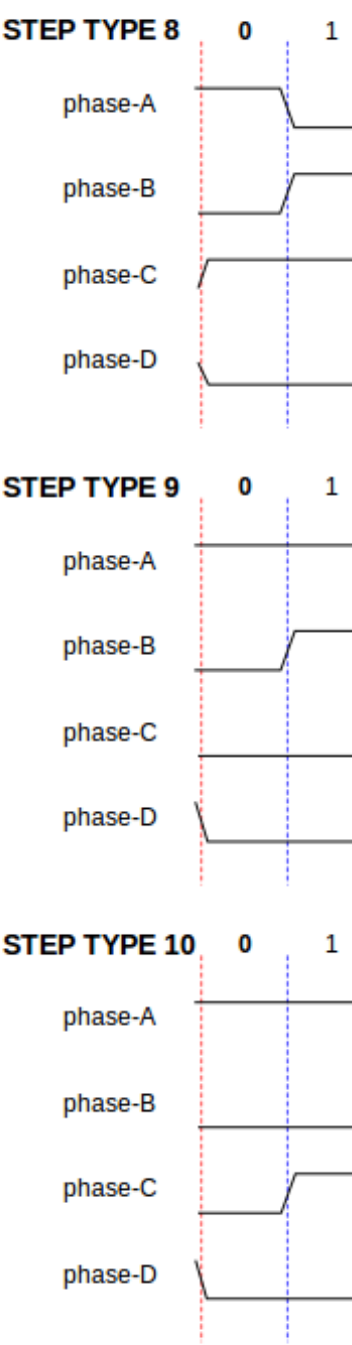 STEP TYPE 8 0 1
phase-A
phase-B
phase-C
phase-D
STEP TYPE 9 0 1
phase-A
phase-B
phase-C
phase-D
STEP TYPE 10 0 1
phase-A
phase-B
phase-C
phase-D